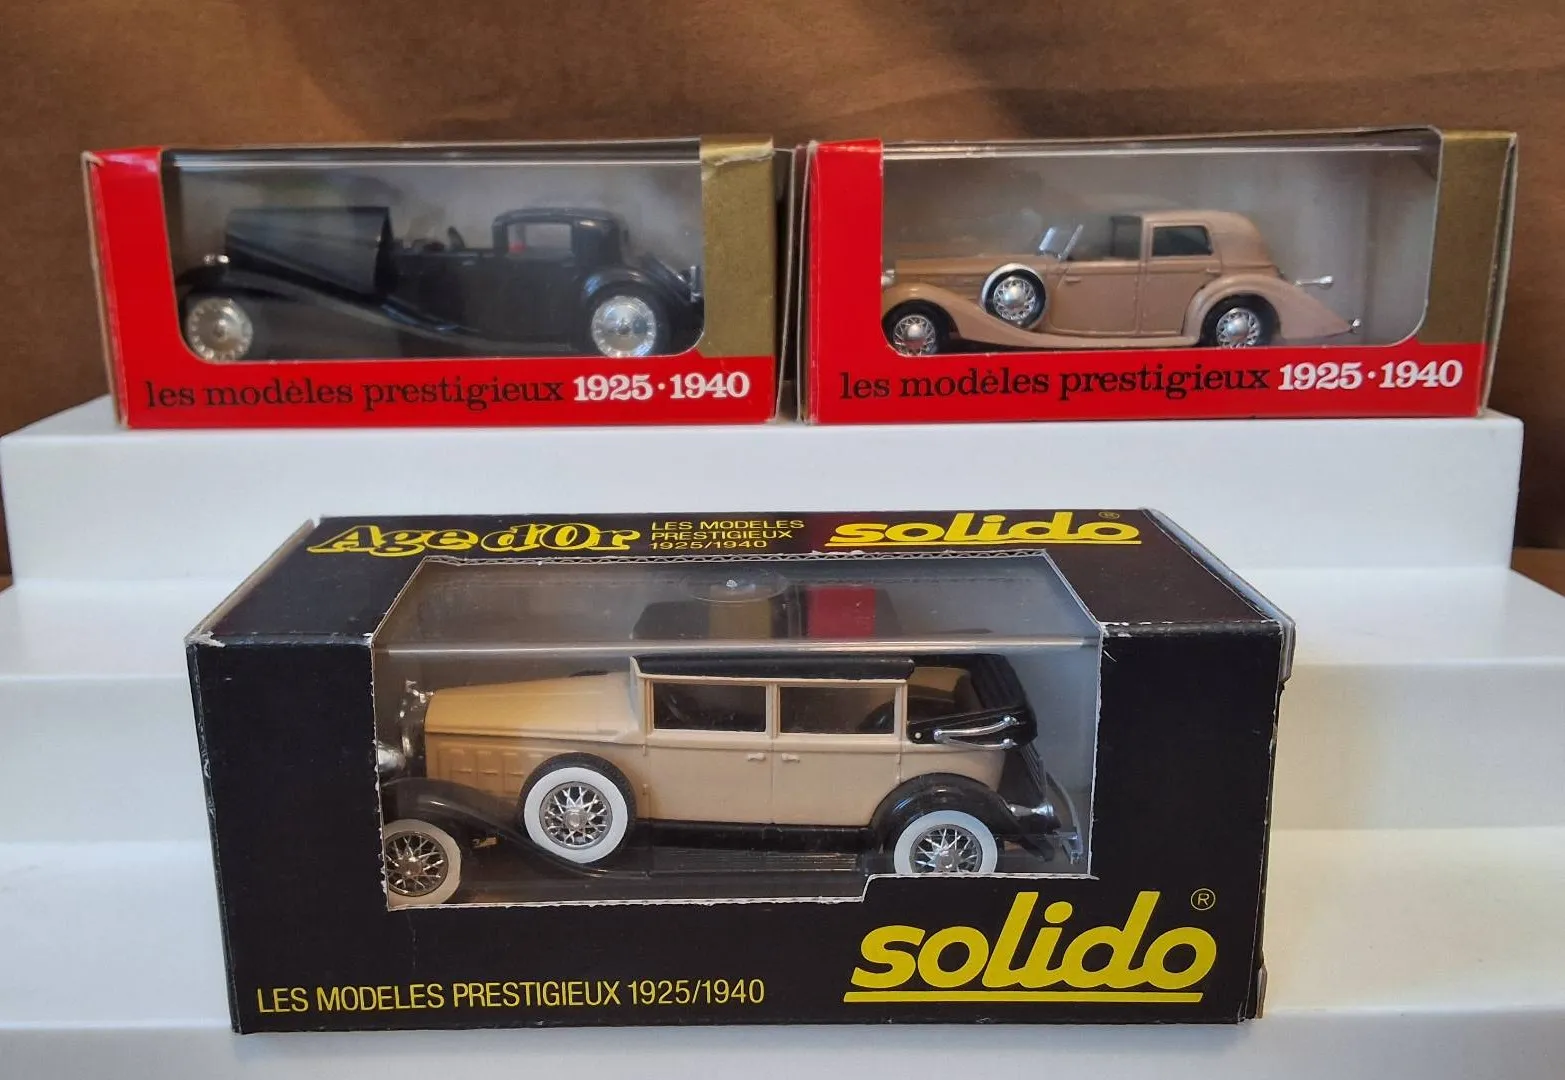 les modèles prestigieux 1925·1940
les modèles prestigieux 1925·1940
Age d'Or
LES MODELES
PRESTIGIEUX
1925/1940
solido ®
solido ®
LES MODELES PRESTIGIEUX 1925/1940